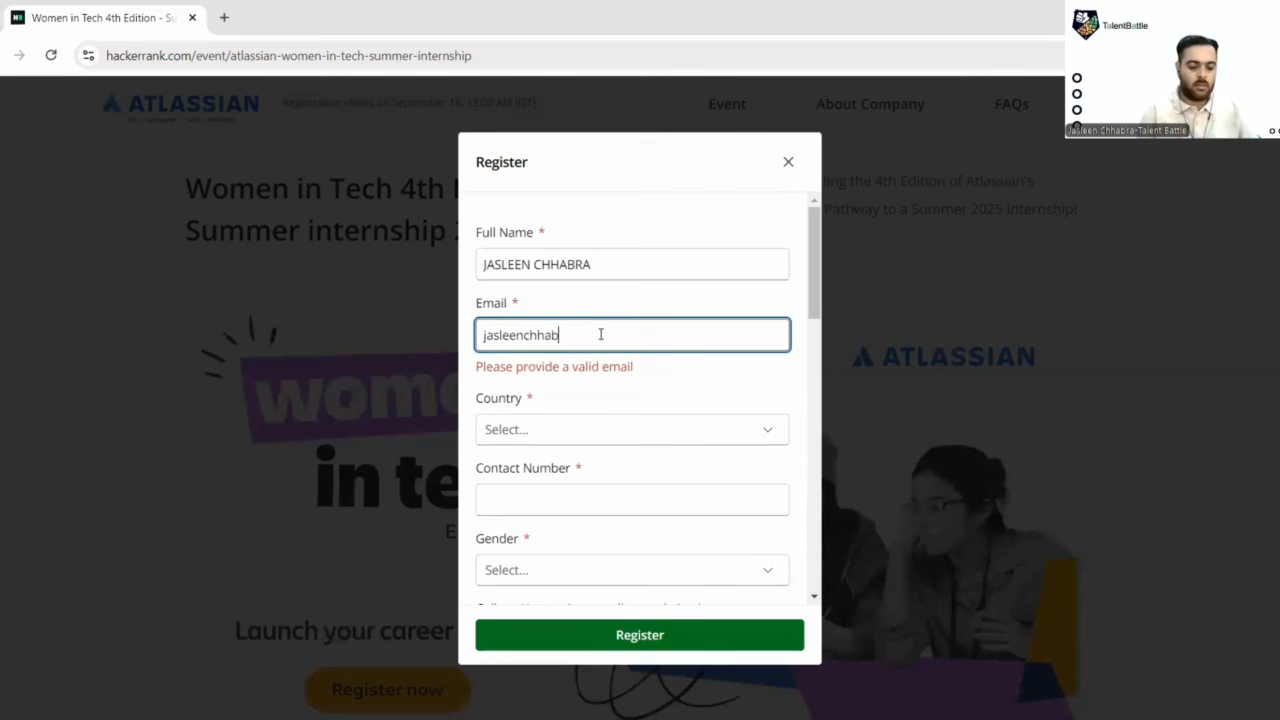 Women in Tech 4th Edition - Su
hackerrank.com/event/atlassian-women-in-tech-summer-internship
TalentBattle
Jasleen Chhabra-Talent Battle
ATLASSIAN
Registration closes on September 16, 12:00 AM (IST)
Event
About Company
FAQs
Women in Tech 4th
Summer internship
ling the 4th Edition of Atlassian's
Pathway to a Summer 2025 Internship!
Register
Full Name *
JASLEEN CHHABRA
Email *
jasleenchhab
Please provide a valid email
Country *
Select...
Contact Number *
Gender *
Select...
Register
wome
in te
E
ATLASSIAN
Launch your career
Register now